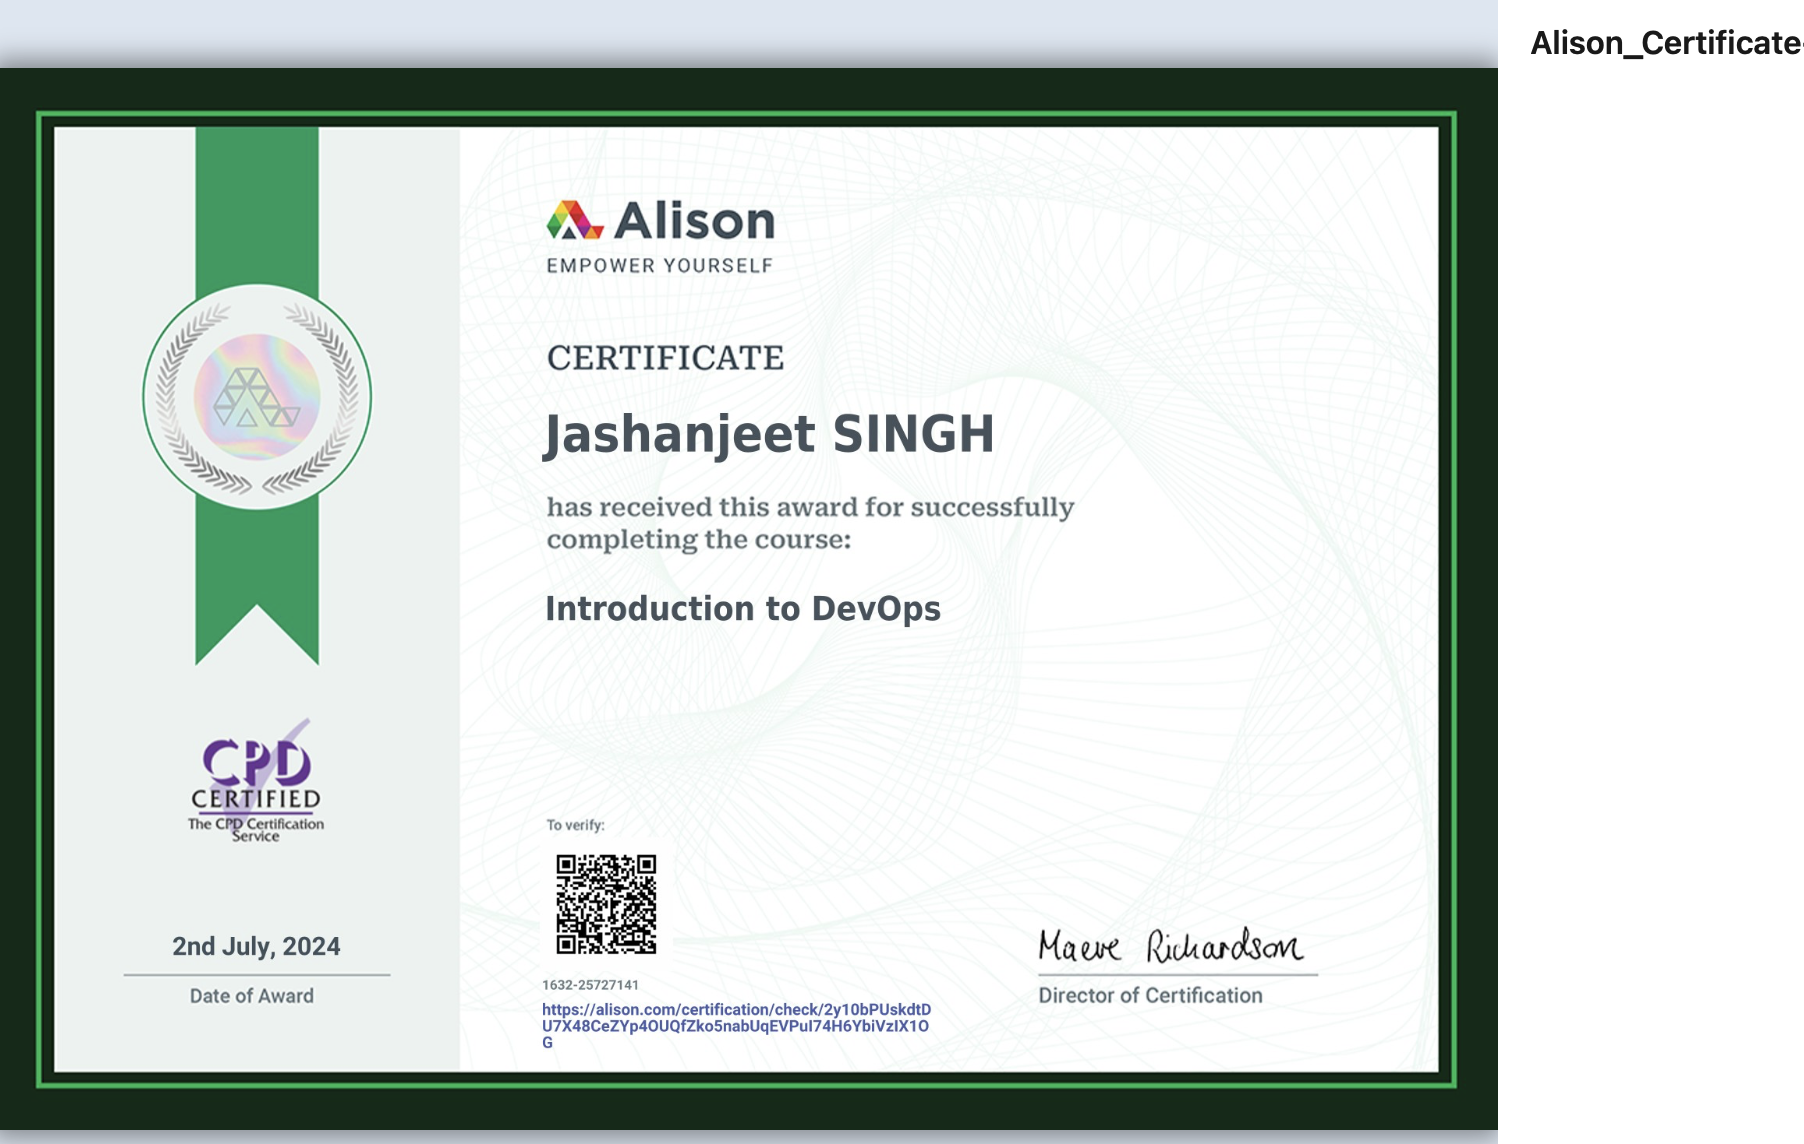 Alison_Certificate
Alison
EMPOWER YOURSELF
CERTIFICATE
Jashanjeet SINGH
has received this award for successfully
completing the course:
Introduction to DevOps
CPD
CERTIFIED
The CPD Certification
Service
2nd July, 2024
Date of Award
To verify:
1632-25727141
https://alison.com/certification/check/2y10bPUskdtD
U7X48CeZYp4OUQfZko5nabUqEVPuI74H6YbiVzIX1O
G
Maeve Richardson
Director of Certification